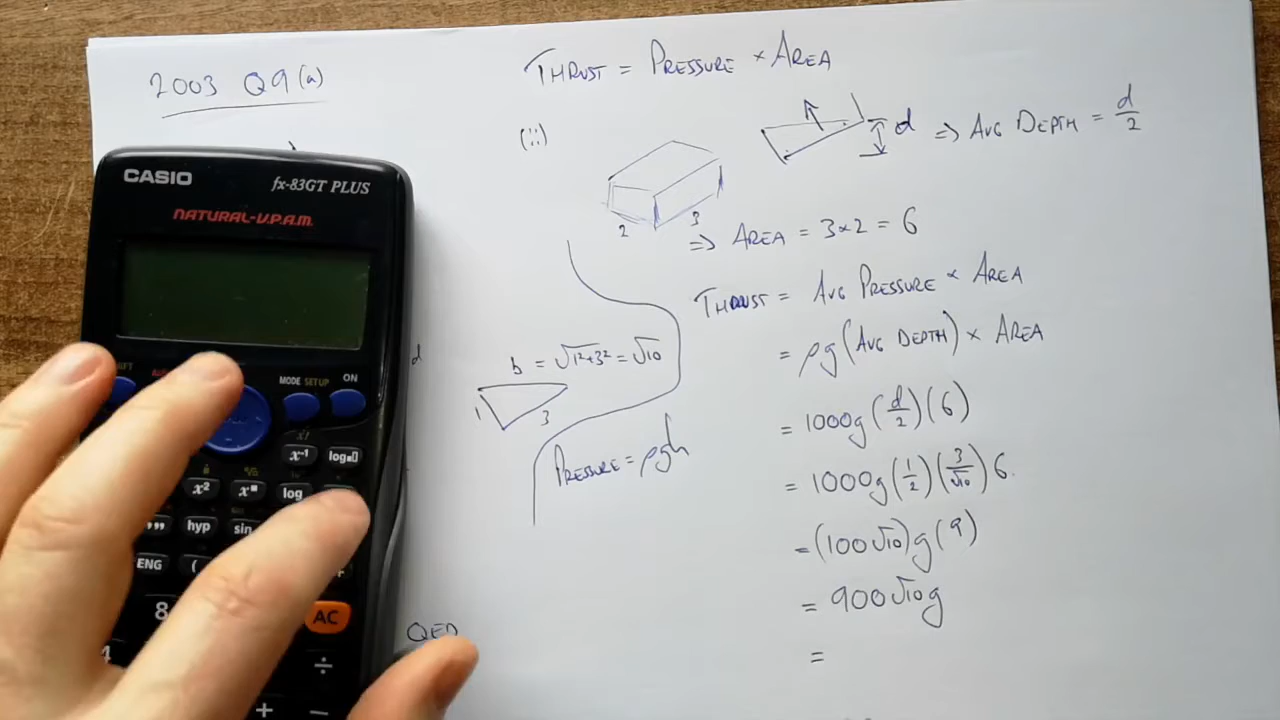 2003 Q9(a)
THRUST = PRESSURE × AREA
(ii)
d => AVG DEPTH = d/2
2
3
=> AREA = 3×2 = 6
THRUST = AVG PRESSURE × AREA
= ρg(AVG DEPTH) × AREA
= 1000g(d/2)(6)
= 1000g(1/2)(3/√10)6.
= (100√10)g(9)
= 900√10g
=
b = √1²+3² = √10
1
3
PRESSURE = ρgh
d
QED
CASIO
fx-83GT PLUS
NATURAL-V.P.A.M.
MODE SETUP
ON
x!
x⁻¹
log
x²
x■
log
hyp
sin
ENG
(
8
AC
4
÷
+
−